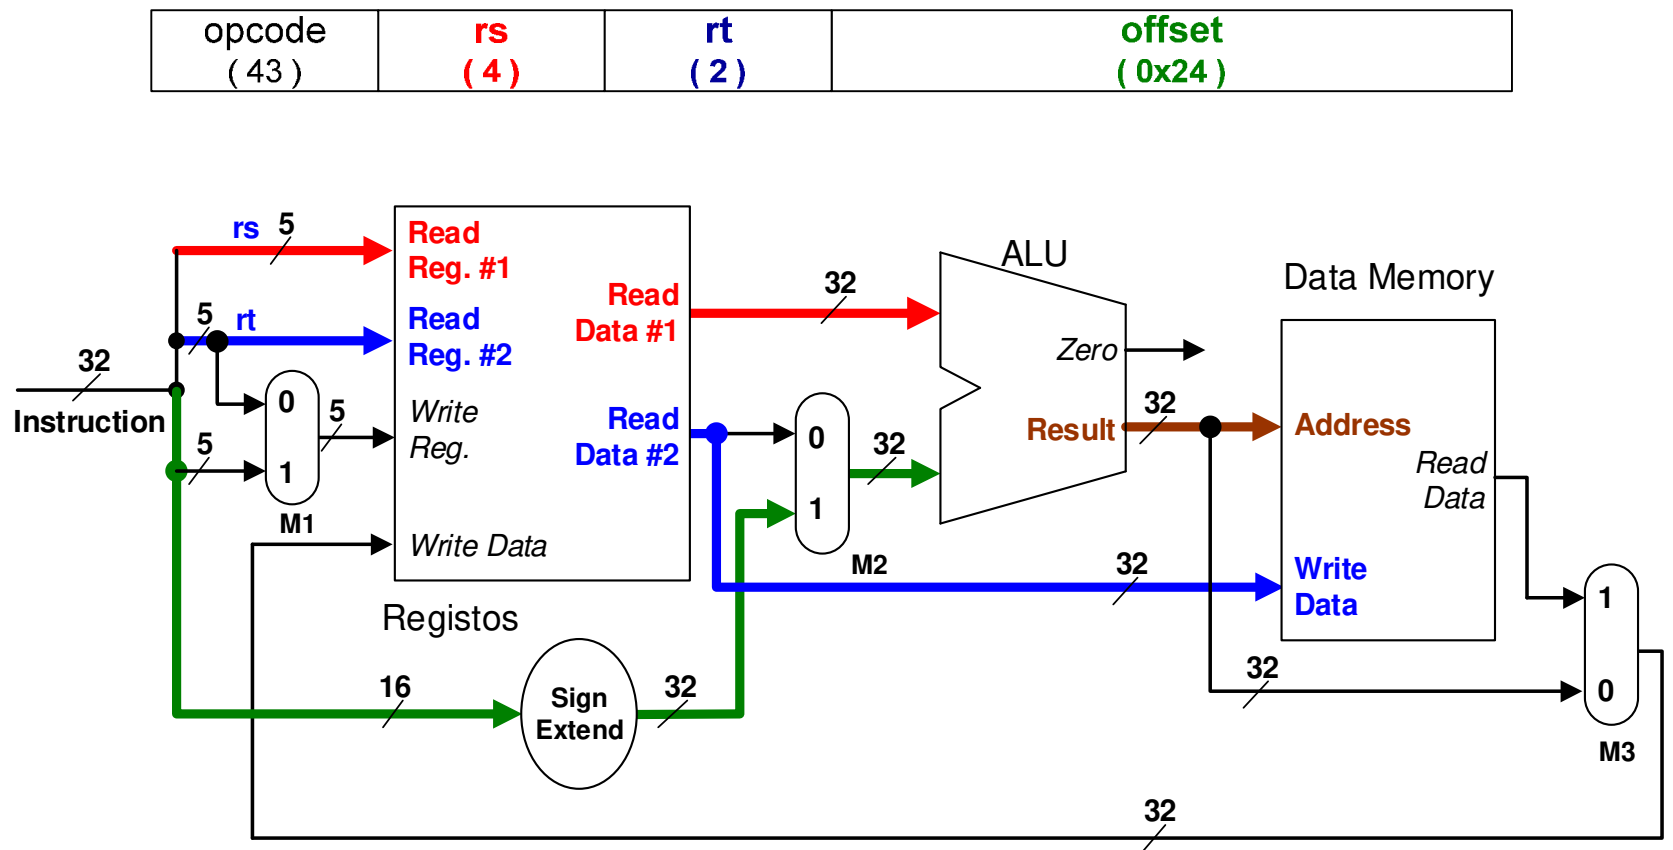 opcode rs rt offset
( 43 ) ( 4 ) ( 2 ) ( 0x24 )
rs 5
Read
Reg. #1
5 rt
Read
Reg. #2
32
Instruction
0
1
M1
5
5
Write
Reg.
Write Data
Read
Data #1
Read
Data #2
Registos
16
Sign
Extend
32
32
0
1
M2
32
ALU
Zero
Result
32
32
Data Memory
Address
Read
Data
Write
Data
32
1
0
M3
32